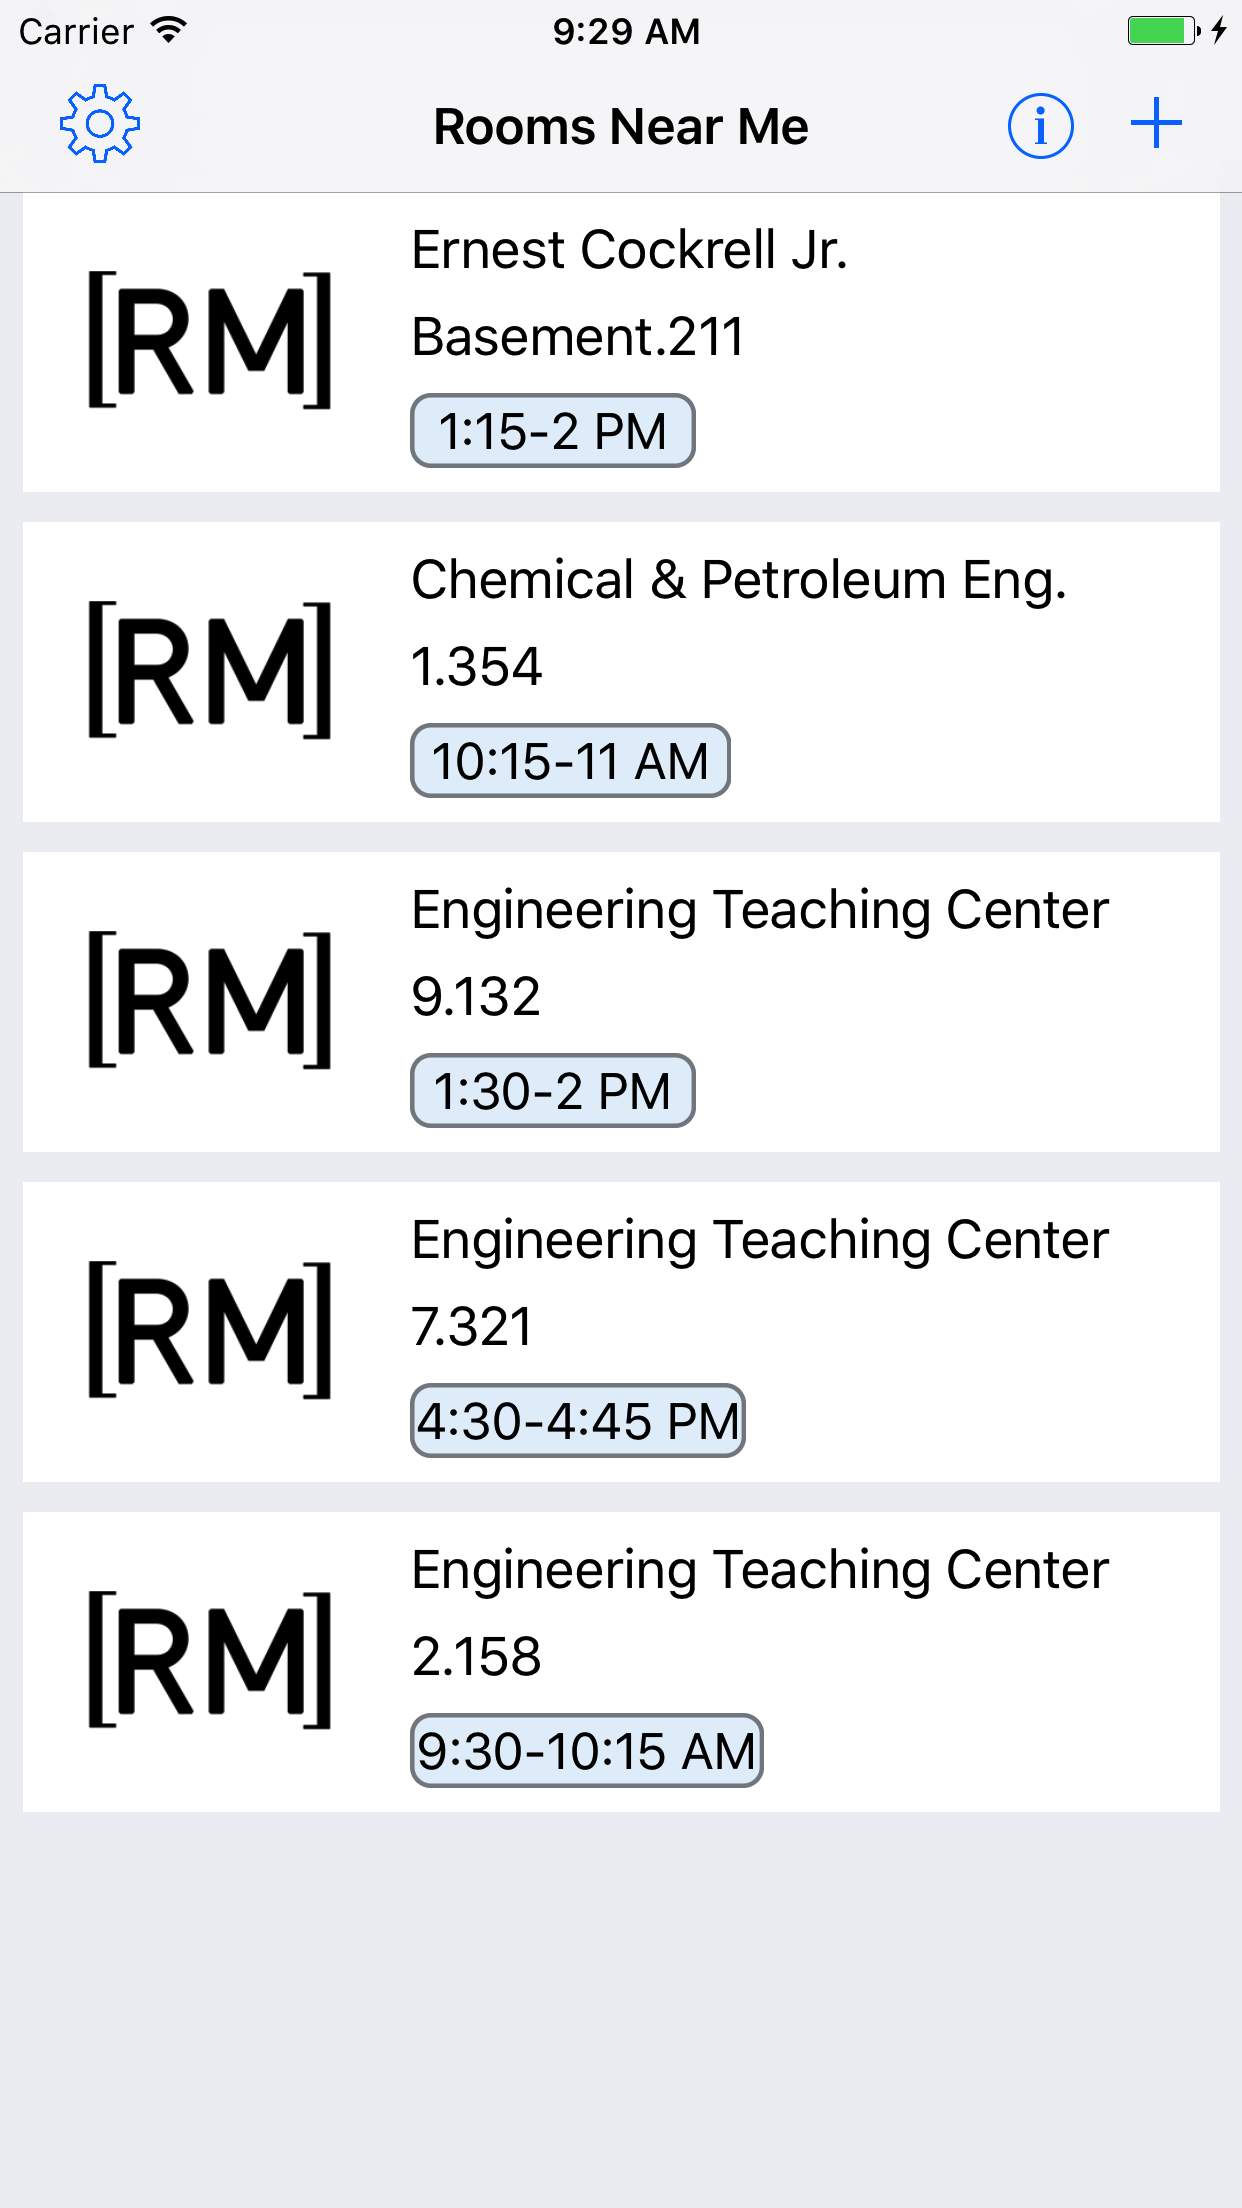 Carrier 9:29 AM
Rooms Near Me
[RM]
Ernest Cockrell Jr.
Basement.211
1:15-2 PM
[RM]
Chemical & Petroleum Eng.
1.354
10:15-11 AM
[RM]
Engineering Teaching Center
9.132
1:30-2 PM
[RM]
Engineering Teaching Center
7.321
4:30-4:45 PM
[RM]
Engineering Teaching Center
2.158
9:30-10:15 AM